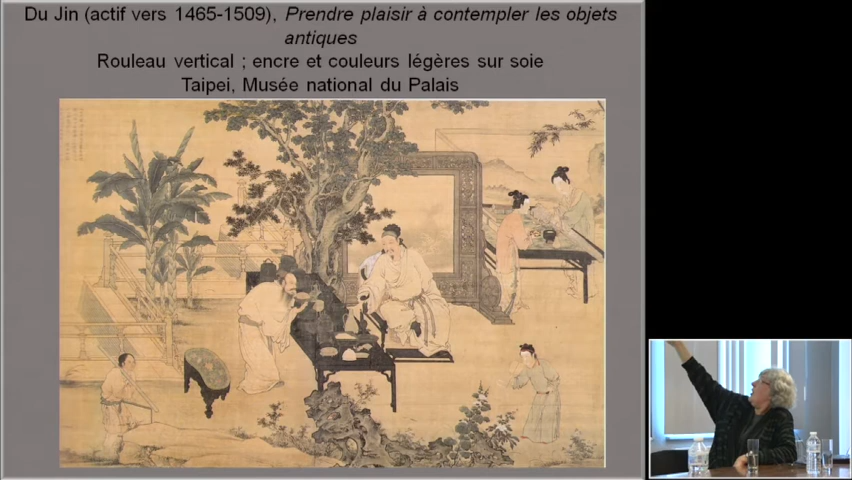 Du Jin (actif vers 1465-1509), Prendre plaisir à contempler les objets
antiques
Rouleau vertical ; encre et couleurs légères sur soie
Taipei, Musée national du Palais